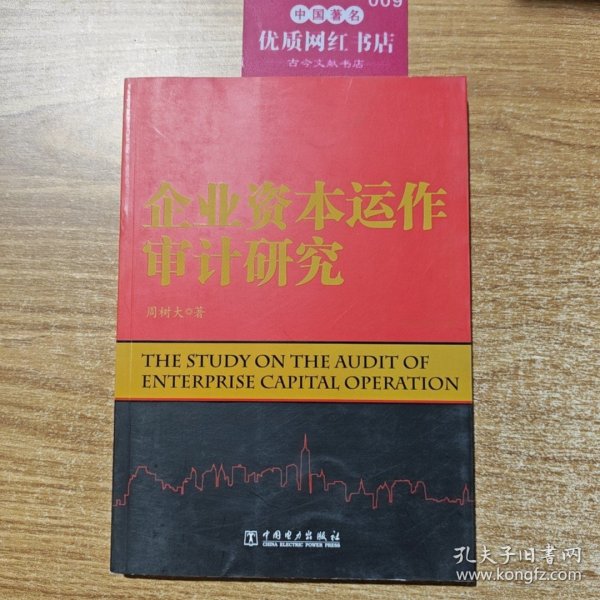 009
中国著名
优质网红书店
古今文献书店
企业资本运作
审计研究
周树大◎著
THE STUDY ON THE AUDIT OF
ENTERPRISE CAPITAL OPERATION
中国电力出版社
CHINA ELECTRIC POWER PRESS
孔夫子旧书网
www.kongfz.com